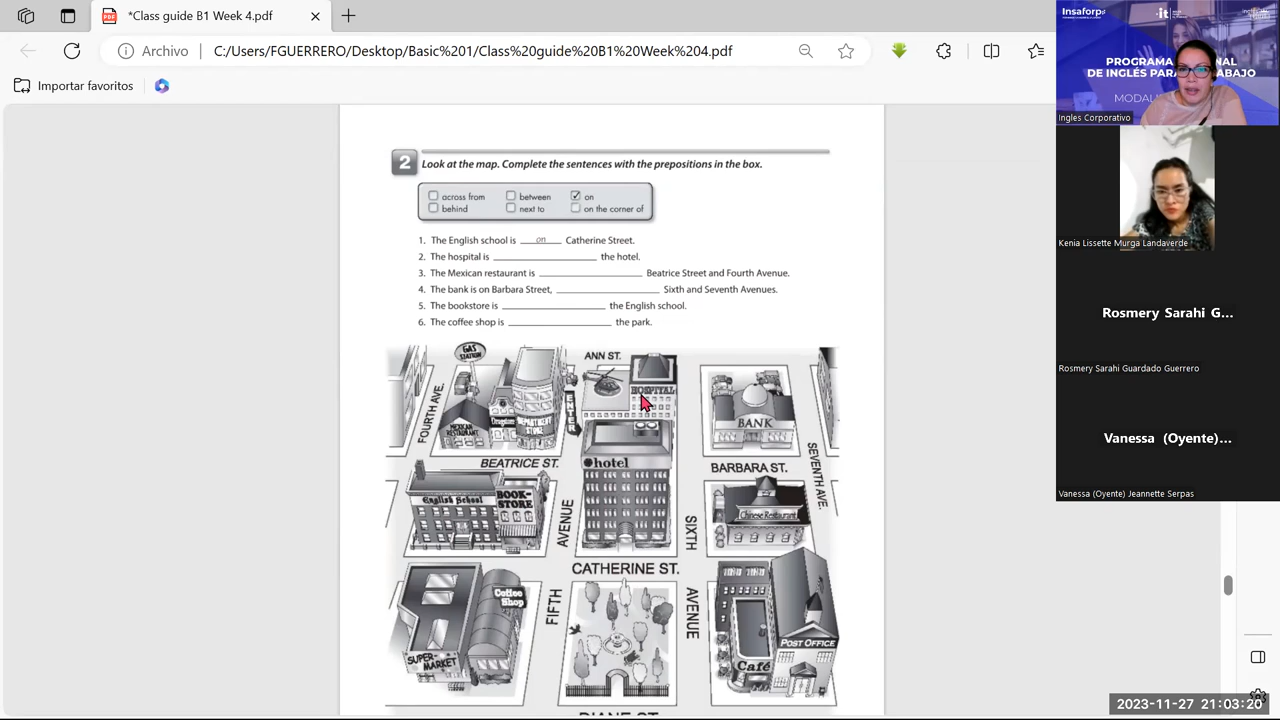 *Class guide B1 Week 4.pdf
Archivo
C:/Users/FGUERRERO/Desktop/Basic%201/Class%20guide%20B1%20Week%204.pdf
Importar favoritos
2 Look at the map. Complete the sentences with the prepositions in the box.
across from between on
behind next to on the corner of
1. The English school is on Catherine Street.
2. The hospital is ____ the hotel.
3. The Mexican restaurant is ____ Beatrice Street and Fourth Avenue.
4. The bank is on Barbara Street, ____ Sixth and Seventh Avenues.
5. The bookstore is ____ the English school.
6. The coffee shop is ____ the park.
GAS STATION
ANN ST.
HOSPITAL
FOURTH AVE.
MEXICAN RESTAURANT
DEPARTMENT STORE
BANK
BEATRICE ST.
hotel
BARBARA ST.
SEVENTH AVE.
English School
BOOK-STORE
AVENUE
SIXTH
Chinese Restaurant
CATHERINE ST.
Coffee Shop
FIFTH
AVENUE
SUPER-MARKET
Café
POST OFFICE
DIANE ST.
Insaforp
PROGRAMA
DE INGLÉS PARA
Ingles Corporativo
Kenia Lissette Murga Landaverde
Rosmery Sarahi G...
Rosmery Sarahi Guardado Guerrero
Vanessa (Oyente)...
Vanessa (Oyente) Jeannette Serpas
2023-11-27 21:03:20